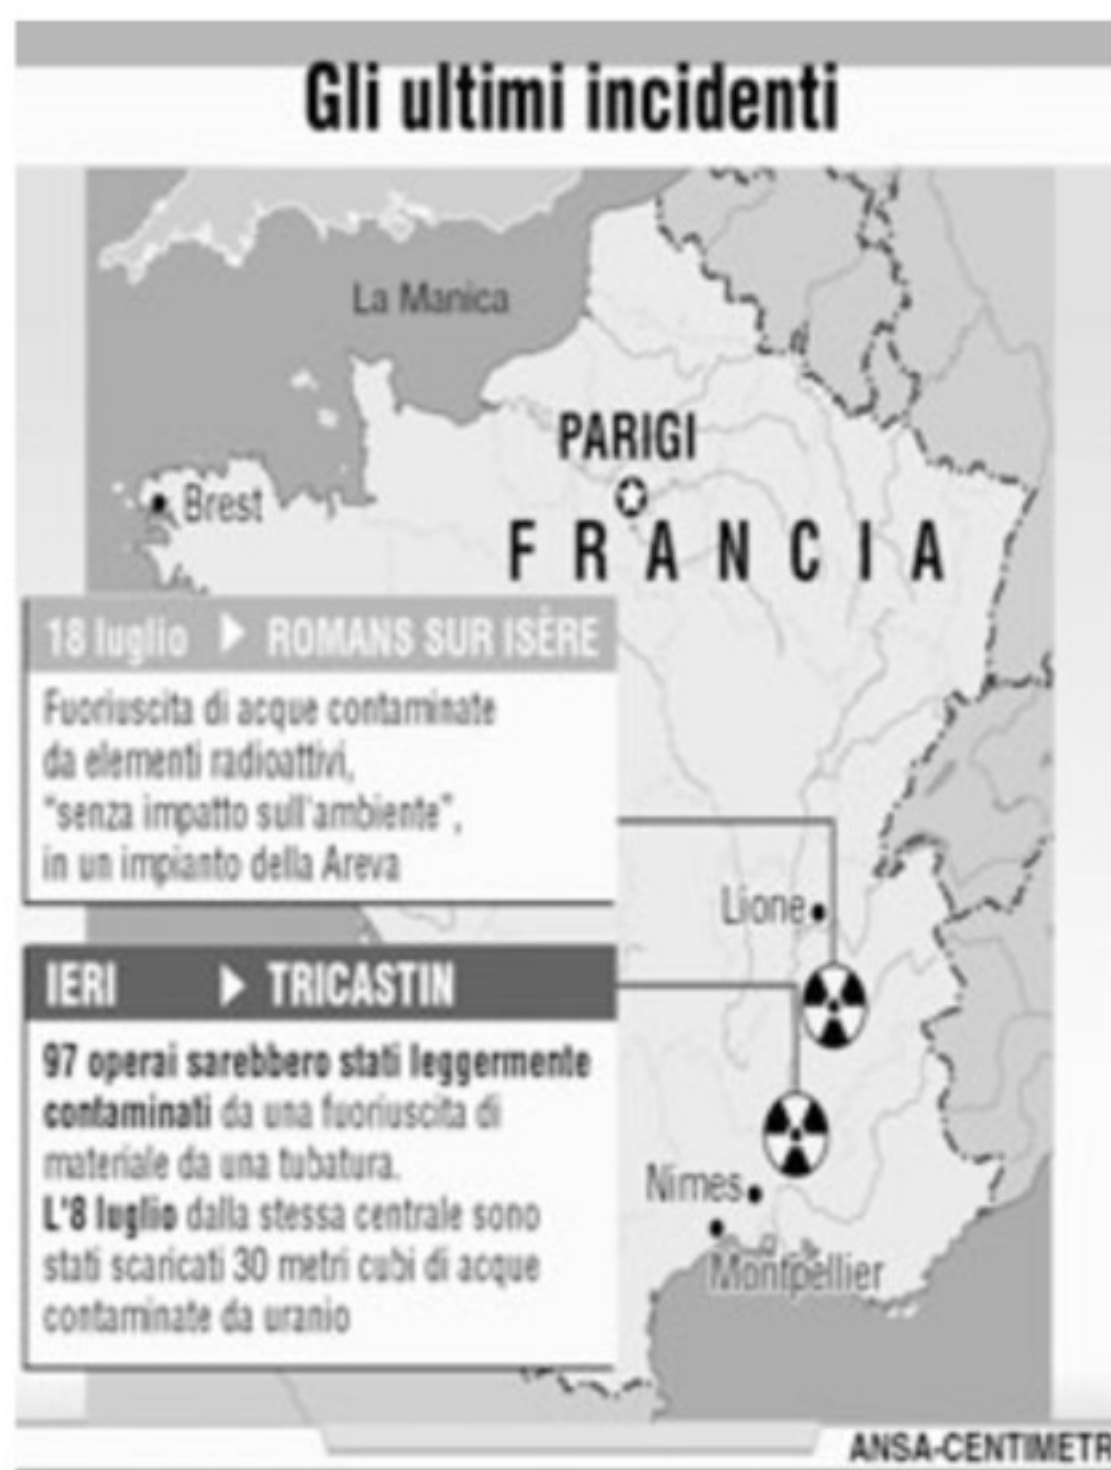 Gli ultimi incidenti
La Manica
PARIGI
Brest
FRANCIA
18 luglio ROMANS SUR ISÈRE
Fuoriuscita di acque contaminate
da elementi radioattivi,
"senza impatto sull'ambiente",
in un impianto della Areva
Lione
IERI TRICASTIN
97 operai sarebbero stati leggermente
contaminati da una fuoriuscita di
materiale da una tubatura.
L'8 luglio dalla stessa centrale sono
stati scaricati 30 metri cubi di acque
contaminate da uranio
Nimes
Montpellier
ANSA-CENTIMETR